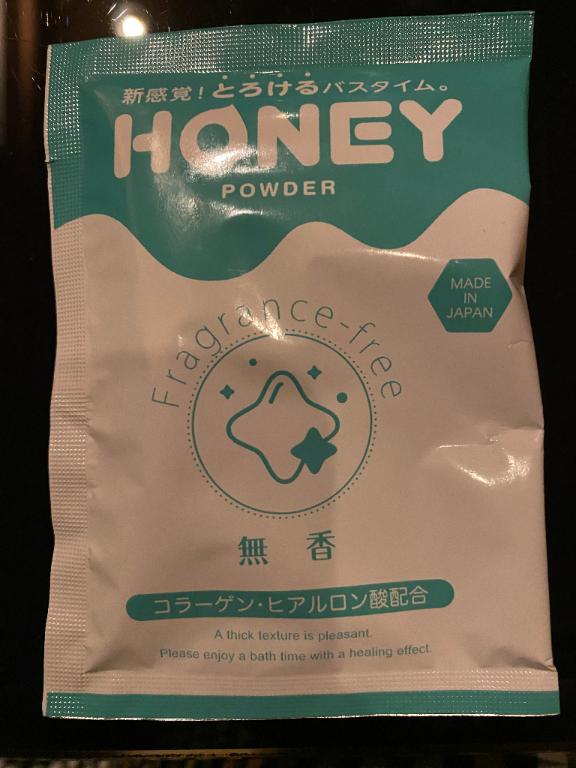 新感覚!とろけるバスタイム。
HONEY
POWDER
MADE
IN
JAPAN
Fragrance-free
無香
コラーゲン・ヒアルロン酸配合
A thick texture is pleasant.
Please enjoy a bath time with a healing effect.